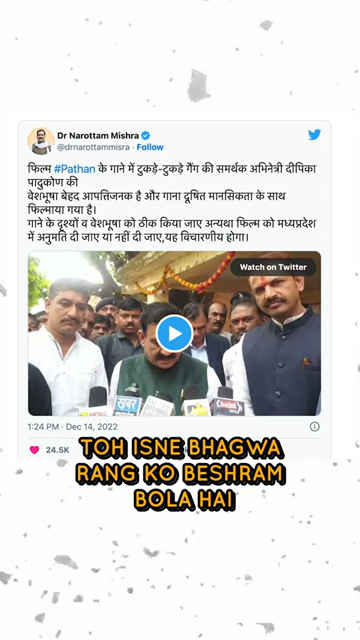 Dr Narottam Mishra
@drnarottammisra · Follow
फिल्म #Pathan के गाने में टुकड़े-टुकड़े गैंग की समर्थक अभिनेत्री दीपिका
पादुकोण की
वेशभूषा बेहद आपत्तिजनक है और गाना दूषित मानसिकता के साथ
फिल्माया गया है।
गाने के दृश्यों व वेशभूषा को ठीक किया जाए अन्यथा फिल्म को मध्यप्रदेश
में अनुमति दी जाए या नहीं दी जाए,यह विचारणीय होगा।
Watch on Twitter
1:24 PM · Dec 14, 2022
24.5K
TOH ISNE BHAGWA
RANG KO BESHRAM
BOLA HAI